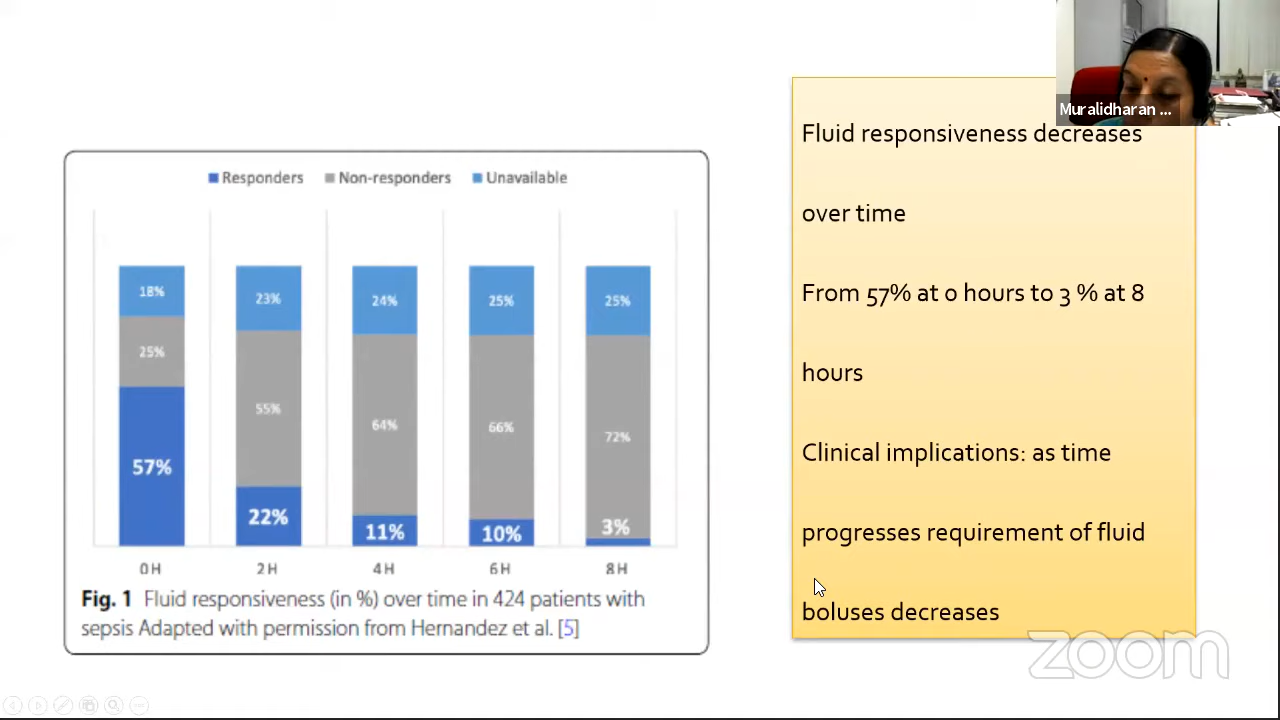 Muralidharan ...
Responders Non-responders Unavailable
18% 23% 24% 25% 25%
25% 55% 64% 66% 72%
57% 22% 11% 10% 3%
0H 2H 4H 6H 8H
Fig. 1 Fluid responsiveness (in %) over time in 424 patients with
sepsis Adapted with permission from Hernandez et al. [5]
Fluid responsiveness decreases
over time
From 57% at 0 hours to 3 % at 8
hours
Clinical implications: as time
progresses requirement of fluid
boluses decreases
zoom